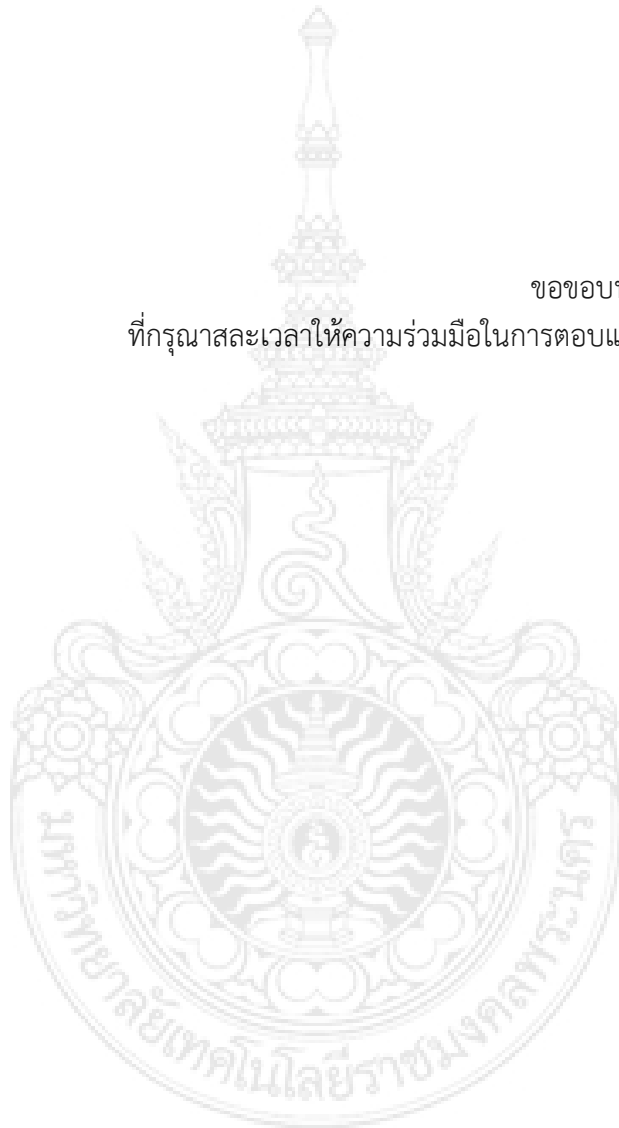 ขอขอบ
ที่กรุณาสละเวลาให้ความร่วมมือในการตอบแ
มหาวิทยาลัยเทคโนโลยีราชมงคลพระนคร